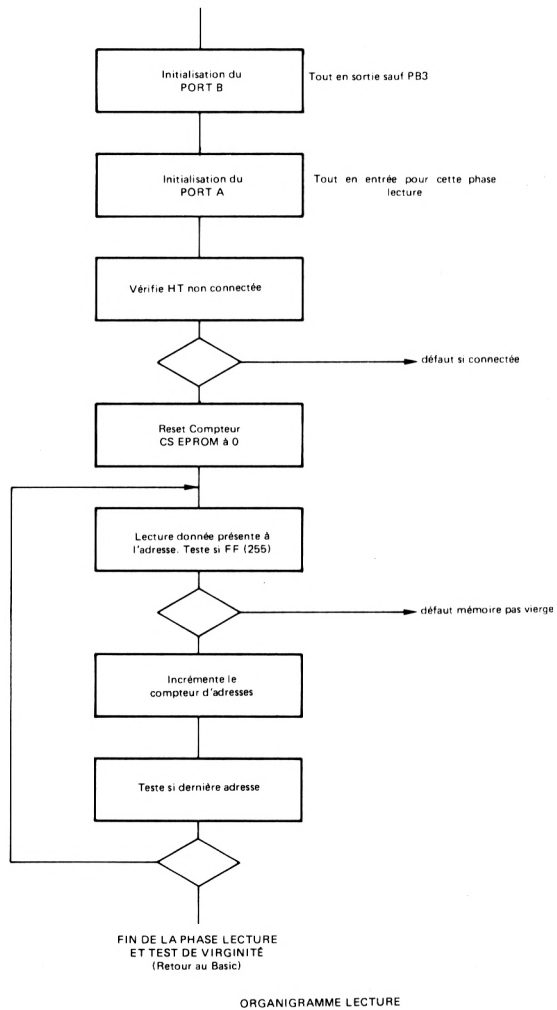 Initialisation du
PORT B
Tout en sortie sauf PB3
Initialisation du
PORT A
Tout en entrée pour cette phase
lecture
Vérifie HT non connectée
défaut si connectée
Reset Compteur
CS EPROM à 0
Lecture donnée présente à
l'adresse. Teste si FF (255)
défaut mémoire pas vierge
Incrémente le
compteur d'adresses
Teste si dernière adresse
FIN DE LA PHASE LECTURE
ET TEST DE VIRGINITÉ
(Retour au Basic)
ORGANIGRAMME LECTURE